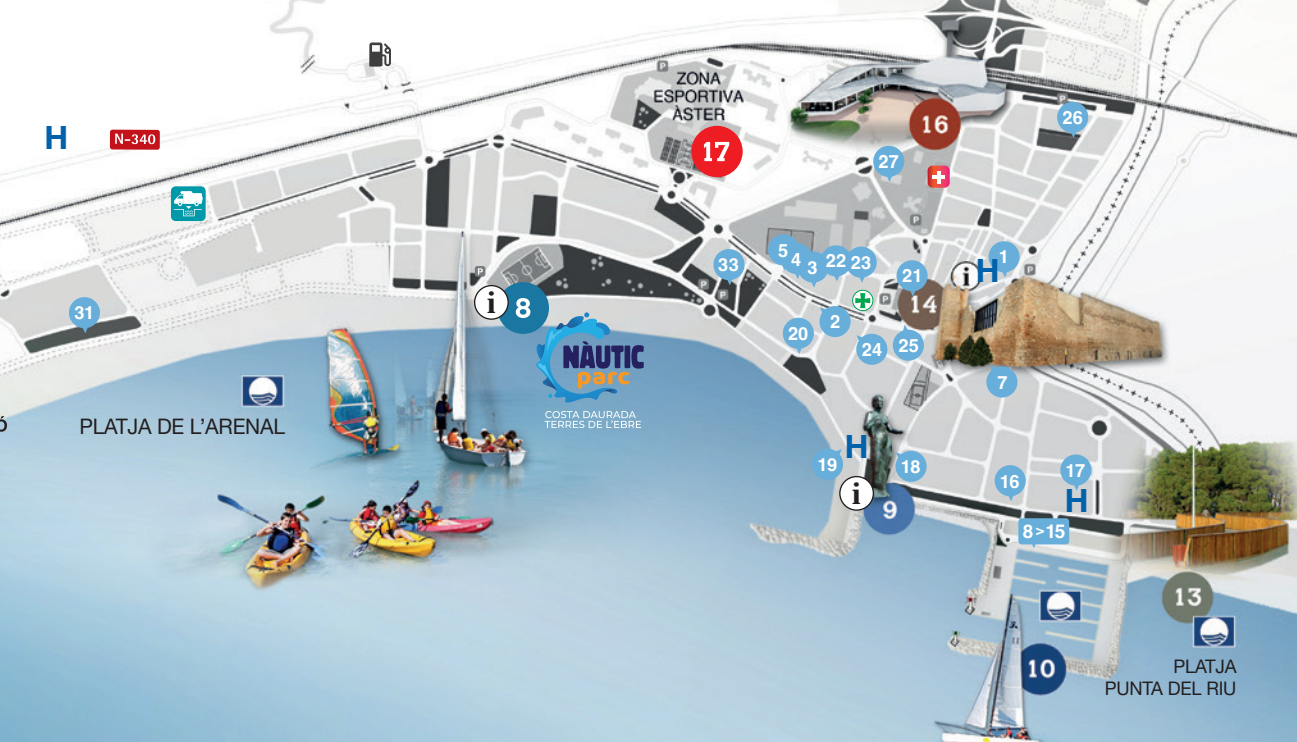 ZONA
ESPORTIVA
ÀSTER
17
16
26
P
P
H
N-340
27
P
5
4
3
22
23
21
i
H
1
P
33
P
P
P
P
14
31
i
8
2
20
24
25
NÀUTIC
parc
COSTA DAURADA
TERRES DE L'EBRE
7
ó
PLATJA DE L'ARENAL
H
19
18
i
9
16
17
H
8>15
13
10
PLATJA
PUNTA DEL RIU